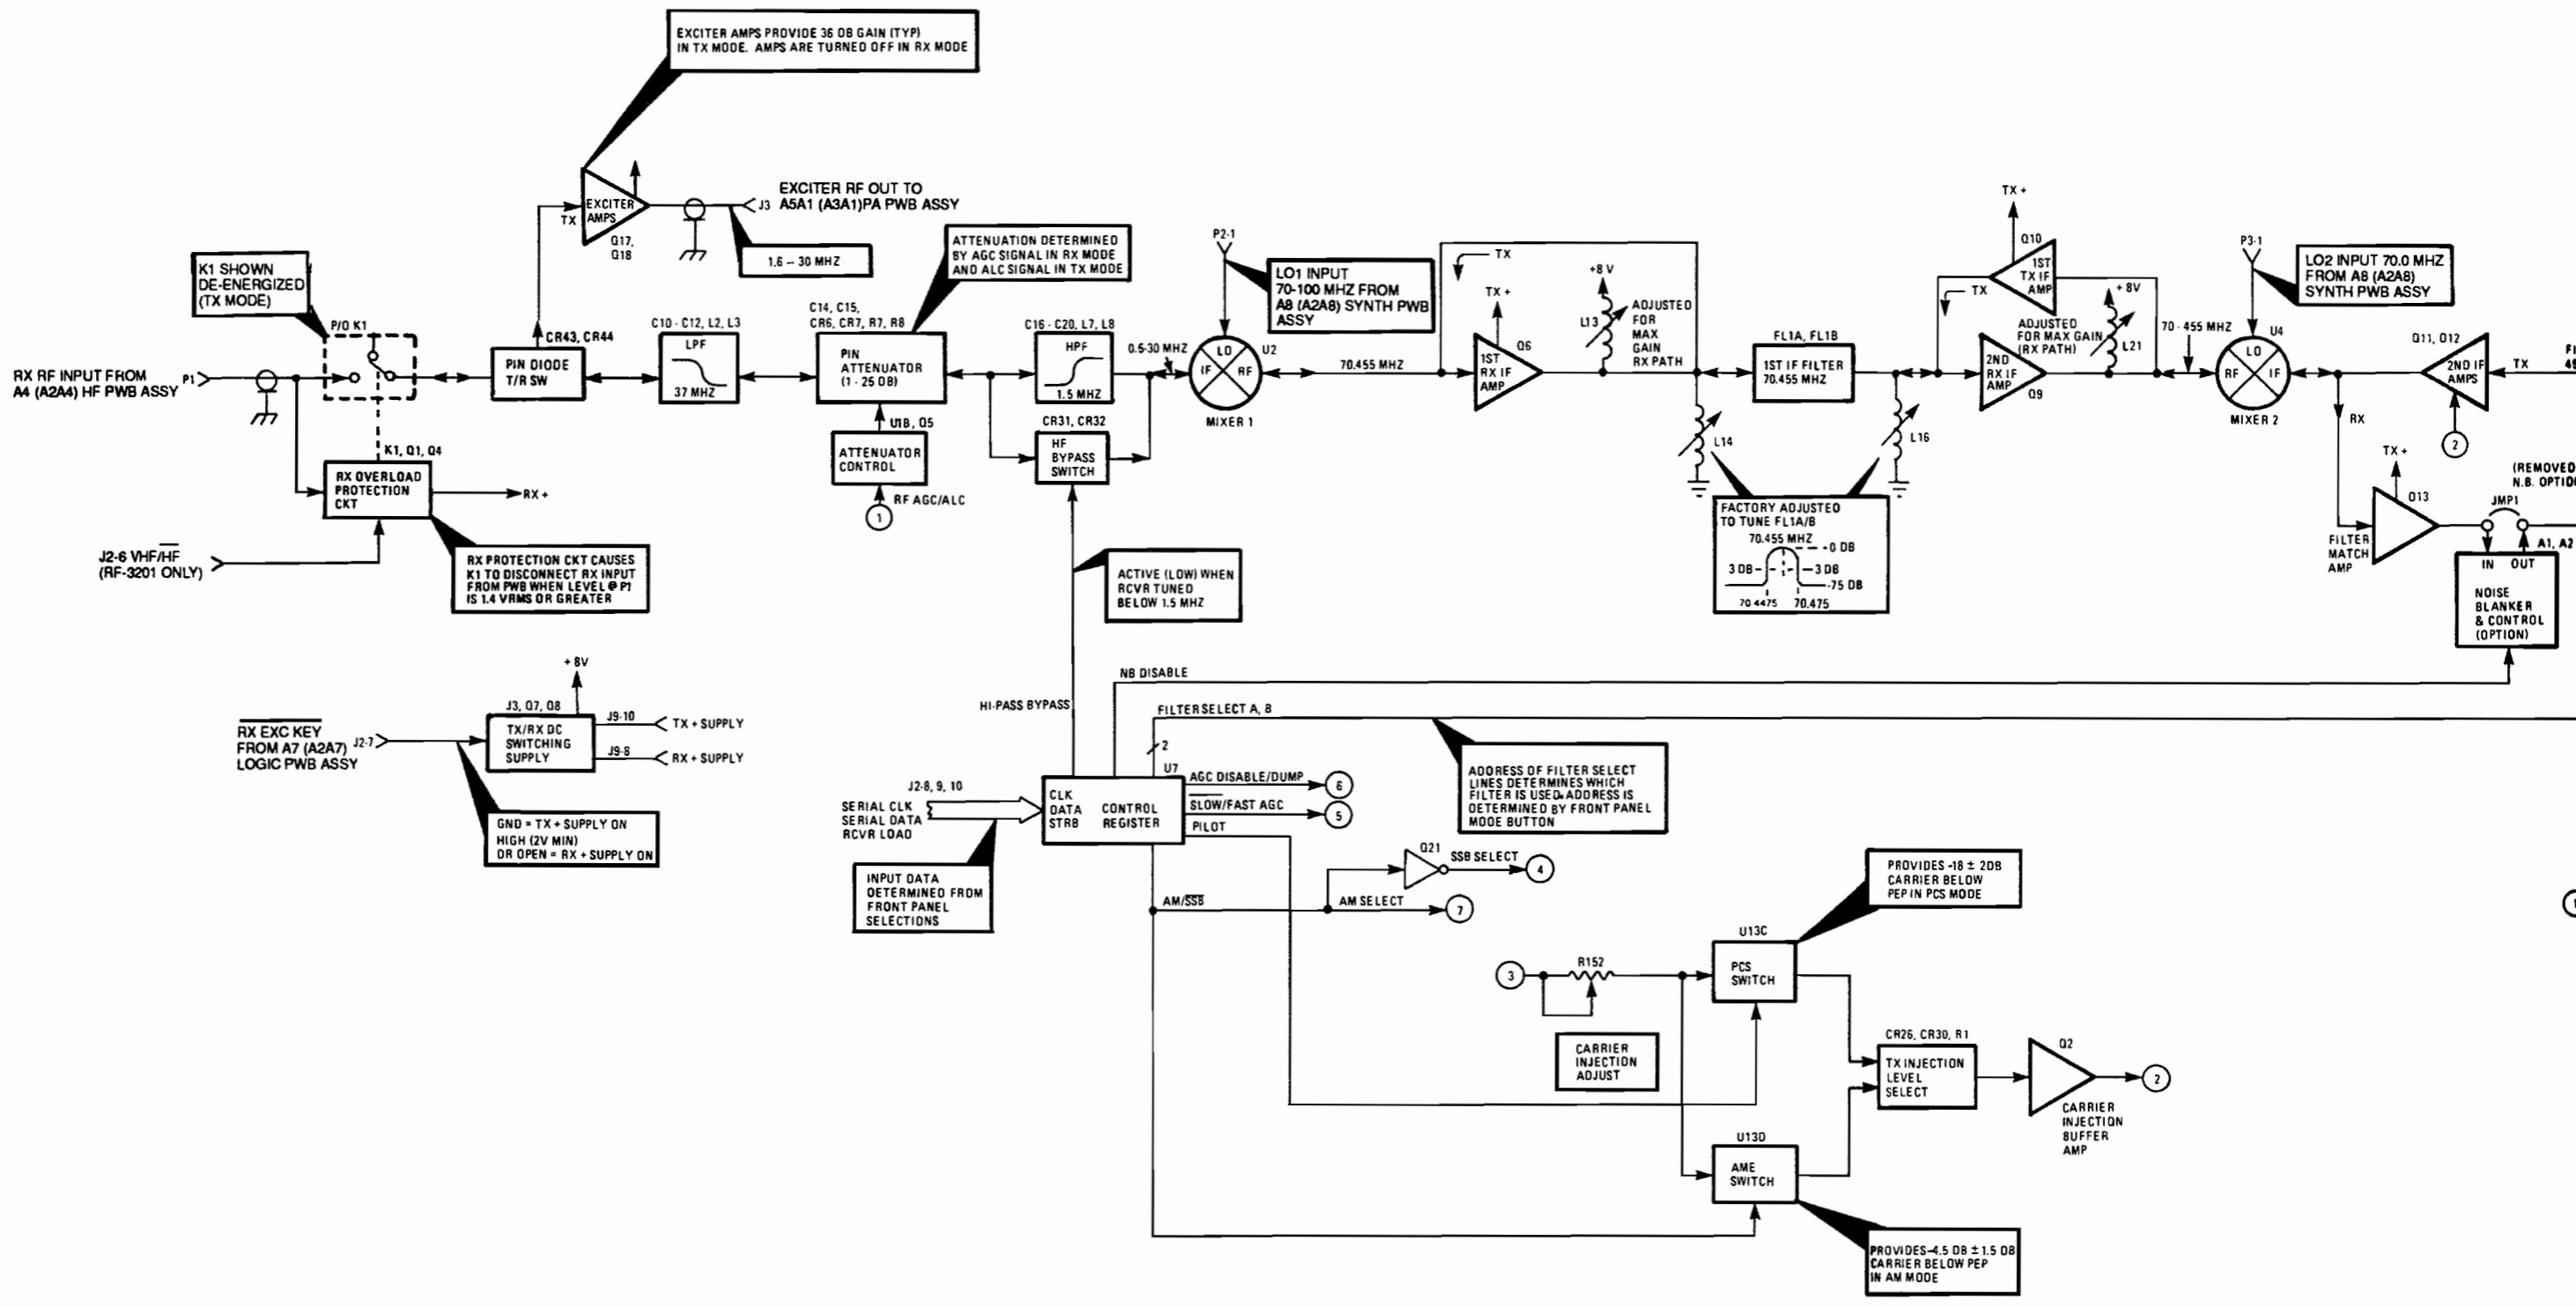 EXCITER AMPS PROVIDE 36 DB GAIN (TYP)
IN TX MODE. AMPS ARE TURNED OFF IN RX MODE
EXCITER
AMPS
TX
Q17,
Q18
J3
EXCITER RF OUT TO
A5A1 (A3A1)PA PWB ASSY
1.6 – 30 MHZ
K1 SHOWN
DE-ENERGIZED
(TX MODE)
P/O K1
RX RF INPUT FROM
A4 (A2A4) HF PWB ASSY
P1
CR43, CR44
PIN DIODE
T/R SW
C10 - C12, L2, L3
LPF
37 MHZ
ATTENUATION DETERMINED
BY AGC SIGNAL IN RX MODE
AND ALC SIGNAL IN TX MODE
C14, C15,
CR6, CR7, R7, R8
PIN
ATTENUATOR
(1 - 25 DB)
U1B, Q5
ATTENUATOR
CONTROL
RF AGC/ALC
1
C16 - C20, L7, L8
HPF
1.5 MHZ
CR31, CR32
HF
BYPASS
SWITCH
0.5-30 MHZ
P2-1
LO1 INPUT
70-100 MHZ FROM
A8 (A2A8) SYNTH PWB
ASSY
LO
IF
RF
U2
MIXER 1
70.455 MHZ
TX
TX +
1ST
RX IF
AMP
Q6
+8 V
L13
ADJUSTED
FOR
MAX
GAIN
RX PATH
FL1A, FL1B
1ST IF FILTER
70.455 MHZ
L14
L16
FACTORY ADJUSTED
TO TUNE FL1A/B
70.455 MHZ
-0 DB
3 DB-
-3 DB
-75 DB
70.4475
70.475
TX +
Q10
1ST
TX IF
AMP
TX
2ND
RX IF
AMP
Q9
ADJUSTED
FOR MAX GAIN
(RX PATH)
+ 8V
L21
70 - 455 MHZ
P3-1
LO2 INPUT 70.0 MHZ
FROM A8 (A2A8)
SYNTH PWB ASSY
LO
RF
IF
U4
MIXER 2
Q11, Q12
2ND IF
AMPS
TX
2
RX
TX +
Q13
FILTER
MATCH
AMP
(REMOVED
JMP1
A1, A2
IN
OUT
NOISE
BLANKER
& CONTROL
(OPTION)
K1, Q1, Q4
RX OVERLOAD
PROTECTION
CKT
RX +
J2-6 VHF/HF
(RF-3201 ONLY)
RX PROTECTION CKT CAUSES
K1 TO DISCONNECT RX INPUT
FROM PWB WHEN LEVEL @ P1
IS 1.4 VRMS OR GREATER
ACTIVE (LOW) WHEN
RCVR TUNED
BELOW 1.5 MHZ
+ 8V
J3, Q7, Q8
TX/RX DC
SWITCHING
SUPPLY
J9-10
TX + SUPPLY
J9-8
RX + SUPPLY
RX EXC KEY
FROM A7 (A2A7)
LOGIC PWB ASSY
J2-7
GND = TX + SUPPLY ON
HIGH (2V MIN)
OR OPEN = RX + SUPPLY ON
HI-PASS BYPASS
NB DISABLE
FILTER SELECT A, B
2
ADDRESS OF FILTER SELECT
LINES DETERMINES WHICH
FILTER IS USED. ADDRESS IS
DETERMINED BY FRONT PANEL
MODE BUTTON
J2-8, 9, 10
SERIAL CLK
SERIAL DATA
RCVR LOAD
CLK
DATA
STRB
CONTROL
REGISTER
U7
INPUT DATA
DETERMINED FROM
FRONT PANEL
SELECTIONS
AGC DISABLE/DUMP
6
SLOW/FAST AGC
5
PILOT
Q21
SSB SELECT
4
AM/SSB
AM SELECT
7
PROVIDES -18 ± 2DB
CARRIER BELOW
PEP IN PCS MODE
U13C
PCS
SWITCH
3
R152
CARRIER
INJECTION
ADJUST
CR26, CR30, R1
TX INJECTION
LEVEL
SELECT
Q2
2
CARRIER
INJECTION
BUFFER
AMP
U13D
AME
SWITCH
PROVIDES-4.5 DB ± 1.5 DB
CARRIER BELOW PEP
IN AM MODE